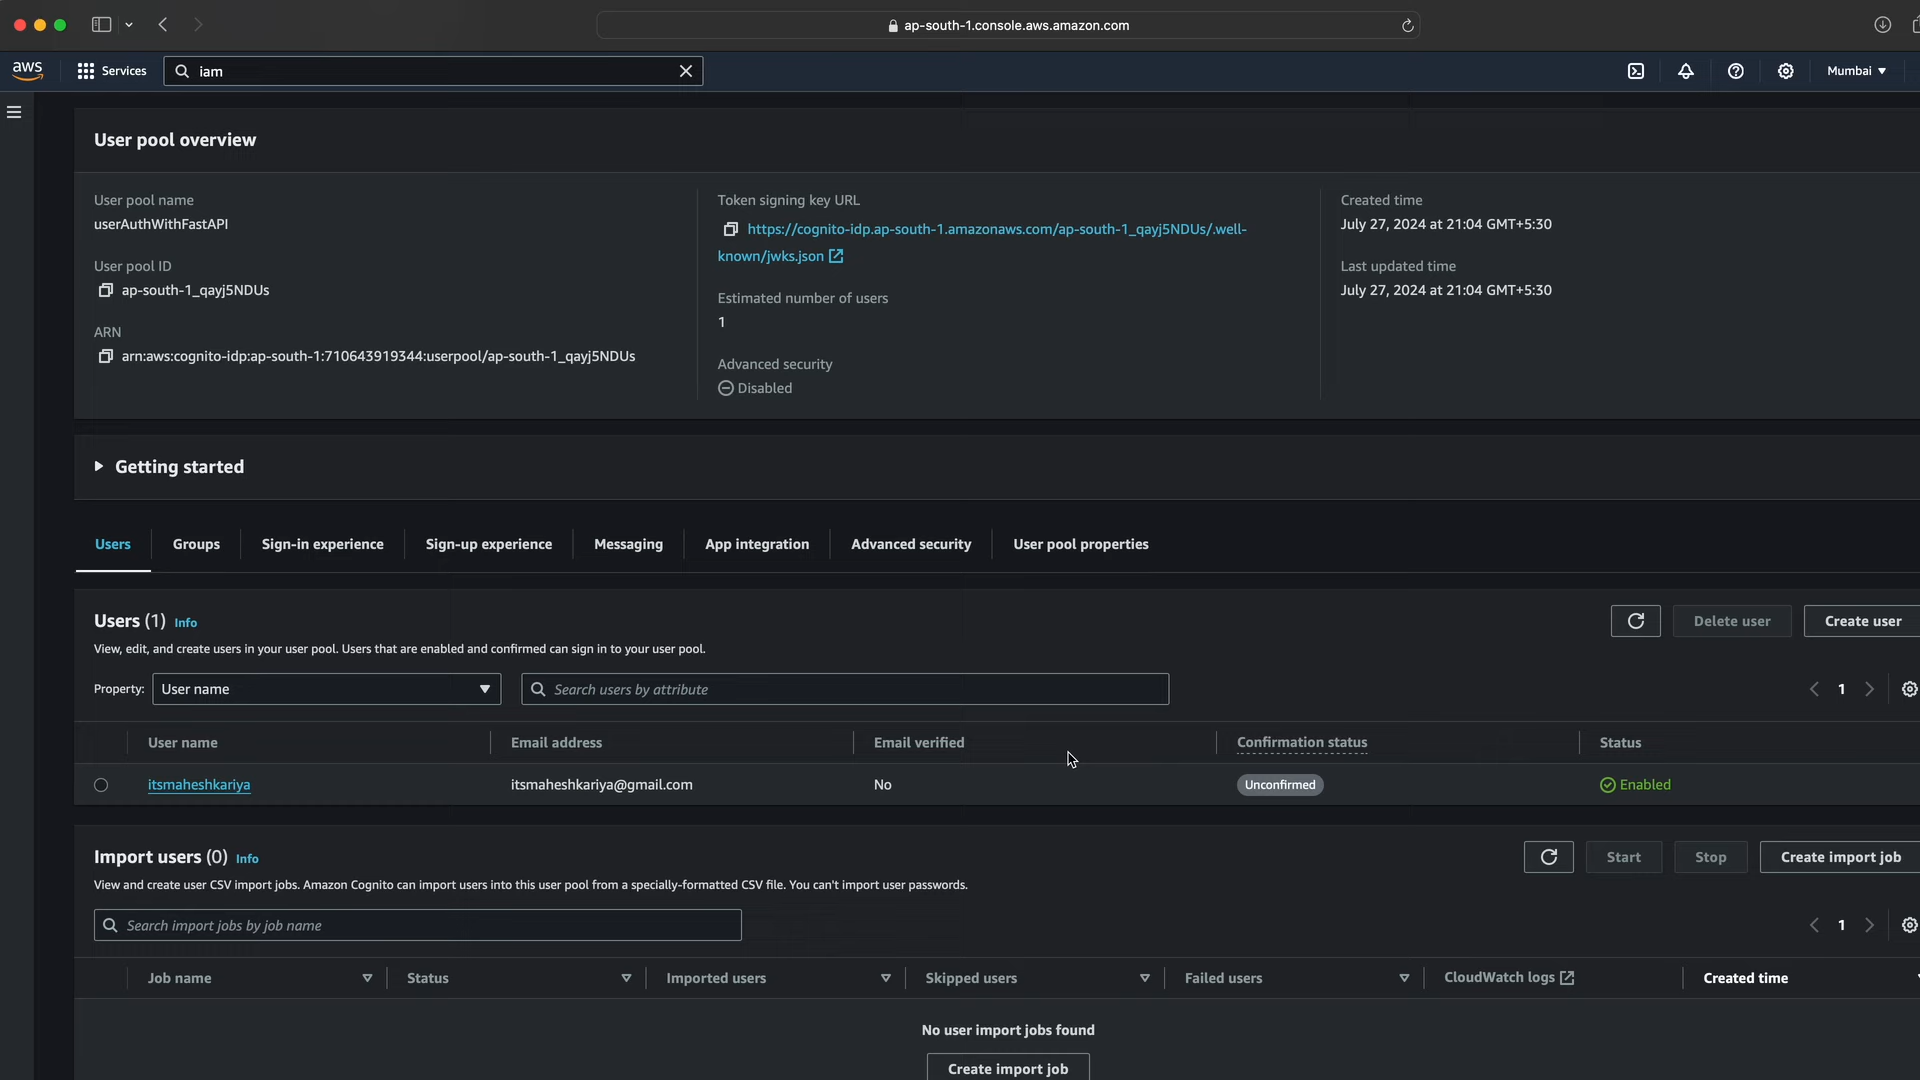 ap-south-1.console.aws.amazon.com
aws
Services
iam
Mumbai
User pool overview
User pool name
userAuthWithFastAPI
User pool ID
ap-south-1_qayj5NDUs
ARN
arn:aws:cognito-idp:ap-south-1:710643919344:userpool/ap-south-1_qayj5NDUs
Token signing key URL
https://cognito-idp.ap-south-1.amazonaws.com/ap-south-1_qayj5NDUs/.well-
known/jwks.json
Estimated number of users
1
Advanced security
Disabled
Created time
July 27, 2024 at 21:04 GMT+5:30
Last updated time
July 27, 2024 at 21:04 GMT+5:30
Getting started
Users Groups Sign-in experience Sign-up experience Messaging App integration Advanced security User pool properties
Users (1) Info
Delete user
Create user
View, edit, and create users in your user pool. Users that are enabled and confirmed can sign in to your user pool.
Property: User name
Search users by attribute
1
User name Email address Email verified Confirmation status Status
itsmaheshkariya itsmaheshkariya@gmail.com No Unconfirmed Enabled
Import users (0) Info
Start
Stop
Create import job
View and create user CSV import jobs. Amazon Cognito can import users into this user pool from a specially-formatted CSV file. You can't import user passwords.
Search import jobs by job name
1
Job name Status Imported users Skipped users Failed users CloudWatch logs Created time
No user import jobs found
Create import job